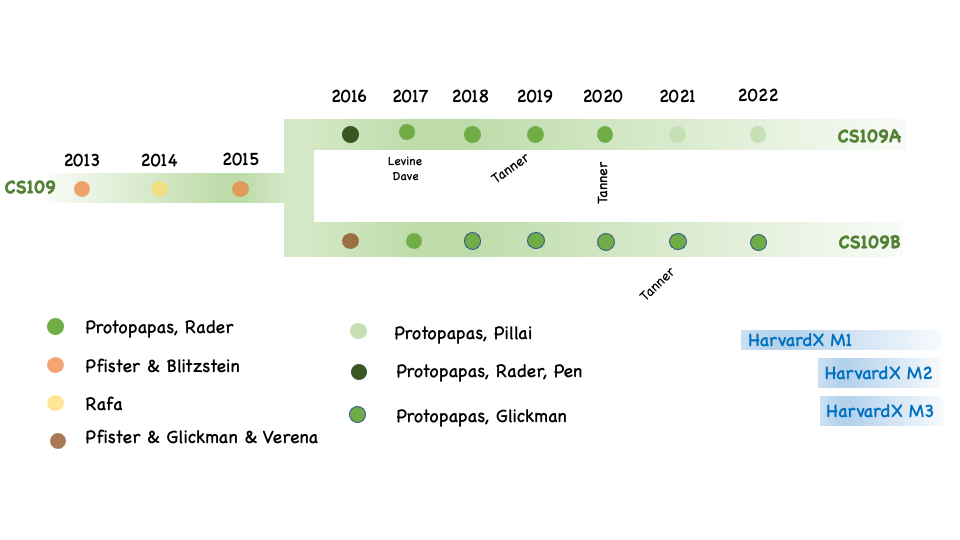 2016 2017 2018 2019 2020 2021 2022
CS109A
2013 2014 2015
Levine
Dave
Tanner
Tanner
CS109
CS109B
Tanner
Protopapas, Rader
Pfister & Blitzstein
Rafa
Pfister & Glickman & Verena
Protopapas, Pillai
Protopapas, Rader, Pen
Protopapas, Glickman
HarvardX M1
HarvardX M2
HarvardX M3